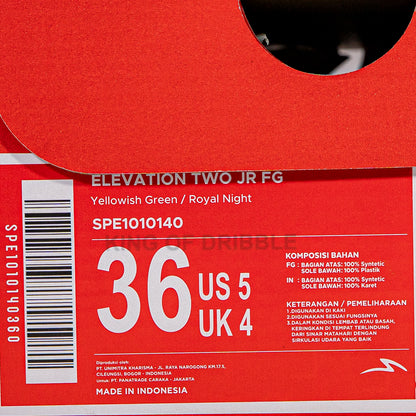 ELEVATION TWO JR FG
Yellowish Green / Royal Night
SPE1010140
KING OF DRIBBLE
36
US 5
UK 4
SPE1010140360
KOMPOSISI BAHAN
FG : BAGIAN ATAS: 100% Syntetic
SOLE BAWAH: 100% Plastik
IN : BAGIAN ATAS: 100% Syntetic
SOLE BAWAH: 100% Karet
KETERANGAN / PEMELIHARAAN
1.DIGUNAKAN DI KAKI
2.DIGUNAKAN SESUAI FUNGSINYA
3.DALAM KONDISI LEMBAB ATAU BASAH,
KERINGKAN DI TEMPAT TERLINDUNG
DARI SINAR MATAHARI DENGAN
SIRKULASI UDARA YANG BAIK
Diproduksi oleh:
PT. UNIMITRA KHARISMA - JL. RAYA NAROGONG KM.17.5,
CILEUNGSI, BOGOR - INDONESIA
Untuk: PT. PANATRADE CARAKA - JAKARTA
MADE IN INDONESIA